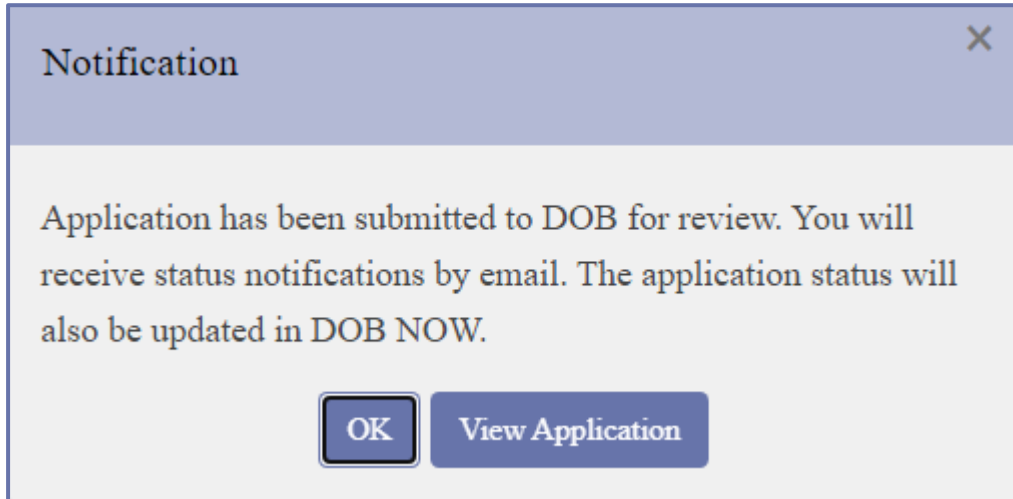 Notification
Application has been submitted to DOB for review. You will
receive status notifications by email. The application status will
also be updated in DOB NOW.
OK
View Application